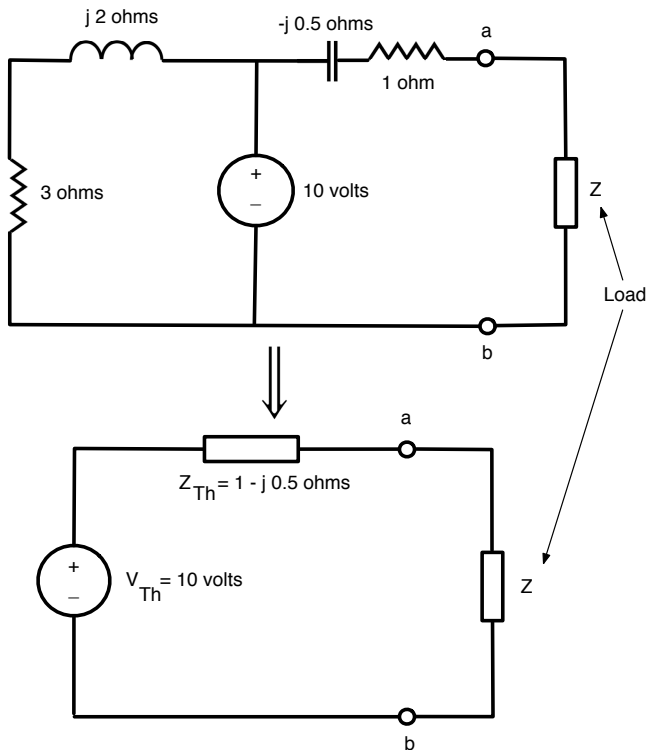 j 2 ohms
-j 0.5 ohms
a
1 ohm
3 ohms
+
−
10 volts
Z
Load
b
a
Z Th = 1 - j 0.5 ohms
+
−
V Th = 10 volts
Z
b